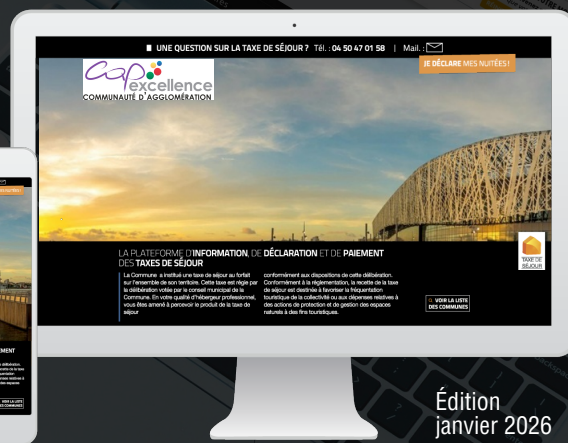 UNE QUESTION SUR LA TAXE DE SÉJOUR ? Tél. : 04 50 47 01 58 | Mail. :
JE DÉCLARE MES NUITÉES !
Cap excellence
COMMUNAUTÉ D'AGGLOMÉRATION
LA PLATEFORME D'INFORMATION, DE DÉCLARATION ET DE PAIEMENT
DES TAXES DE SÉJOUR
La Commune a institué une taxe de séjour au forfait
sur l'ensemble de son territoire. Cette taxe est régie par
la délibération votée par le conseil municipal de la
Commune. En votre qualité d'hébergeur professionnel,
vous êtes amené à percevoir le produit de la taxe de
séjour
conformément aux dispositions de cette délibération.
Conformément à la réglementation, la recette de la taxe
de séjour est destinée à favoriser la fréquentation
touristique de la collectivité ou aux dépenses relatives à
des actions de protection et de gestion des espaces
naturels à des fins touristiques.
TAXE DE
SÉJOUR
VOIR LA LISTE
DES COMMUNES
Édition
janvier 2026